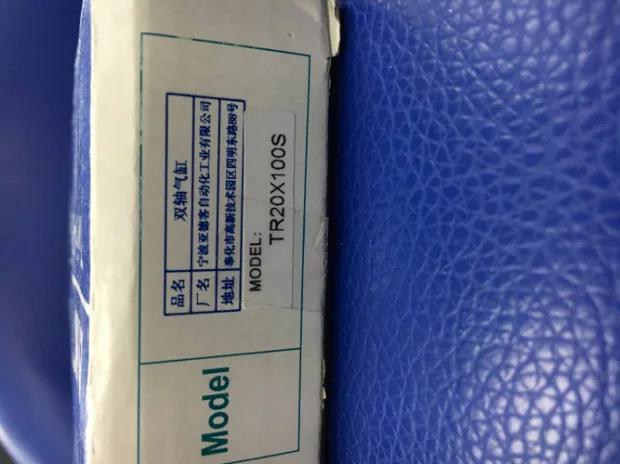 Model
品名 双轴气缸
厂名 宁波亚德客自动化工业有限公司
地址 奉化市高新技术园区四明东路88号
MODEL:
TR20X100S